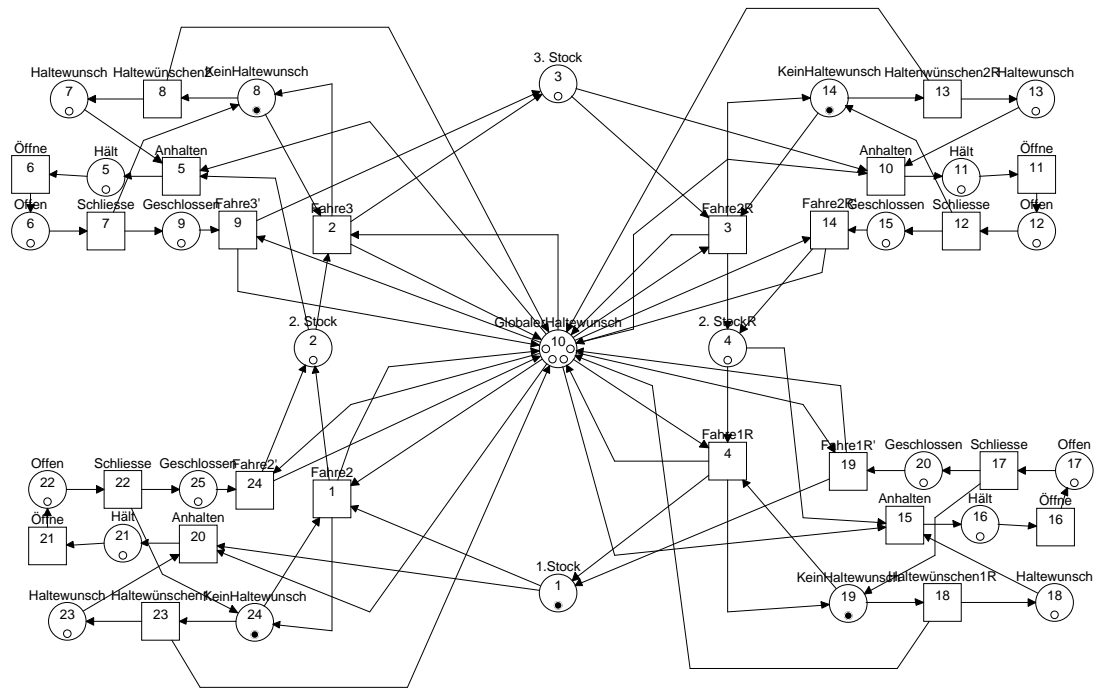 3. Stock
3
Haltewunsch
Haltewünschen2
KeinHaltewunsch
7
8
8
KeinHaltewunsch
Haltenwünschen2R
Haltewunsch
14
13
13
Öffne
Hält
Anhalten
6
5
5
Anhalten
Hält
Öffne
10
11
11
Offen
Schliesse
Geschlossen
Fahre3'
Fahre3
6
7
9
9
2
Fahre2R
Fahre2R'
Geschlossen
Schliesse
Offen
3
14
15
12
12
2. Stock
2
GlobalerHaltewunsch
10
2. StockR
4
Offen
Schliesse
Geschlossen
Fahre2'
Fahre2
22
22
25
24
1
Fahre1R
Fahre1R'
Geschlossen
Schliesse
Offen
4
19
20
17
17
Öffne
Hält
Anhalten
21
21
20
Anhalten
Hält
Öffne
15
16
16
1.Stock
1
Haltewunsch
Haltewünschen1
KeinHaltewunsch
23
23
24
KeinHaltewunsch
Haltewünschen1R
Haltewunsch
19
18
18